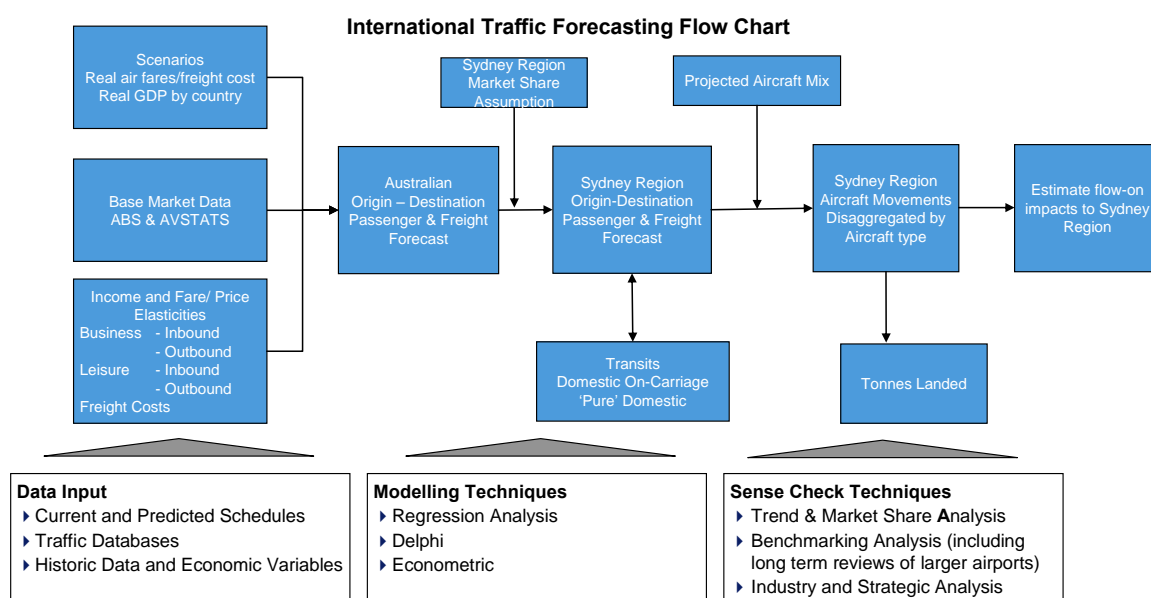 International Traffic Forecasting Flow Chart
Scenarios
Real air fares/freight cost
Real GDP by country
Sydney Region
Market Share
Assumption
Projected Aircraft Mix
Base Market Data
ABS & AVSTATS
Australian
Origin – Destination
Passenger & Freight
Forecast
Sydney Region
Origin-Destination
Passenger & Freight
Forecast
Sydney Region
Aircraft Movements
Disaggregated by
Aircraft type
Estimate flow-on
impacts to Sydney
Region
Income and Fare/ Price
Elasticities
Business - Inbound
- Outbound
Leisure - Inbound
- Outbound
Freight Costs
Transits
Domestic On-Carriage
‘Pure’ Domestic
Tonnes Landed
Data Input
Current and Predicted Schedules
Traffic Databases
Historic Data and Economic Variables
Modelling Techniques
Regression Analysis
Delphi
Econometric
Sense Check Techniques
Trend & Market Share Analysis
Benchmarking Analysis (including
long term reviews of larger airports)
Industry and Strategic Analysis